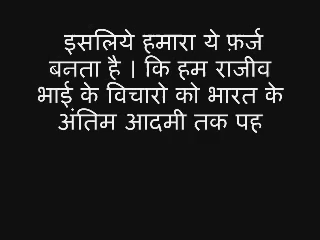 इसलिये हमारा ये फ़र्ज
बनता है । कि हम राजीव
भाई के विचारो को भारत के
अंतिम आदमी तक पह